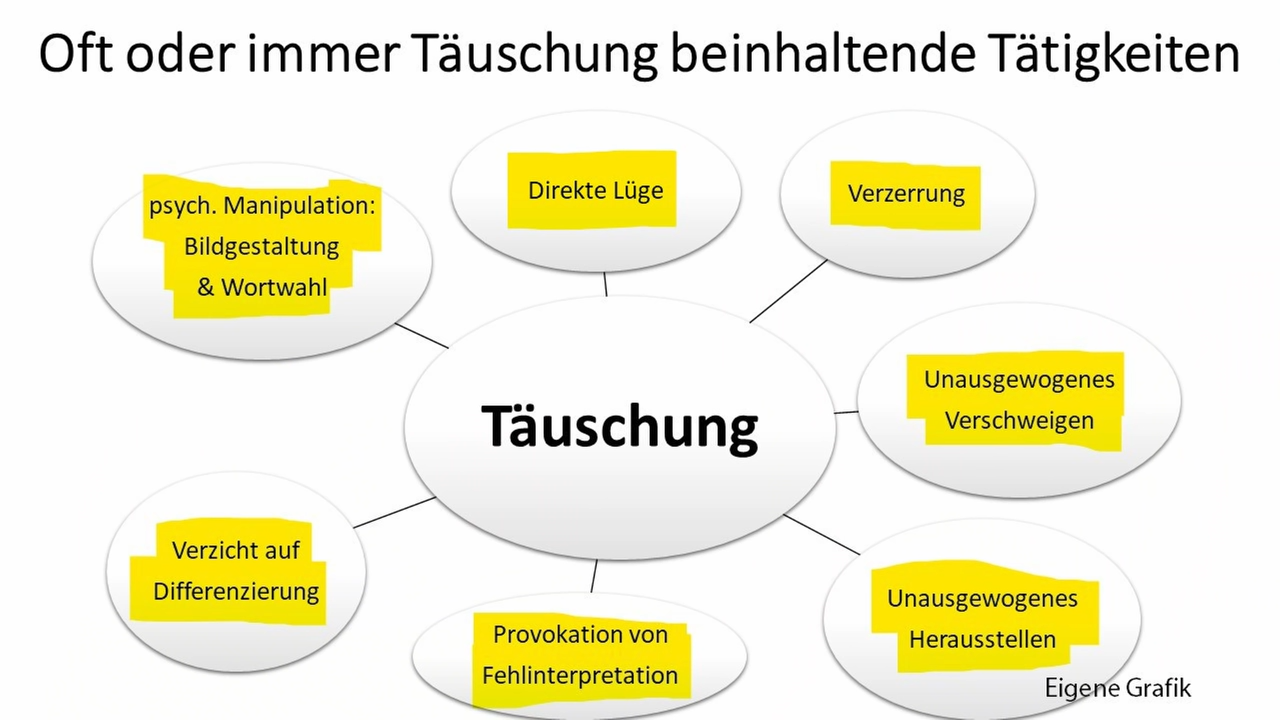 Oft oder immer Täuschung beinhaltende Tätigkeiten
psych. Manipulation:
Bildgestaltung
& Wortwahl
Direkte Lüge
Verzerrung
Unausgewogenes
Verschweigen
Täuschung
Verzicht auf
Differenzierung
Provokation von
Fehlinterpretation
Unausgewogenes
Herausstellen
Eigene Grafik